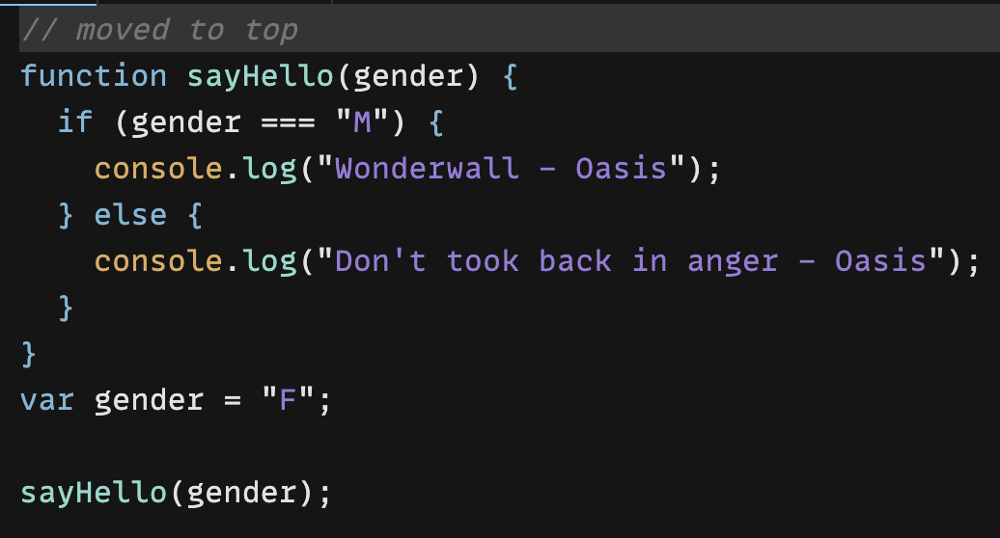 // moved to top
function sayHello(gender) {
  if (gender === "M") {
    console.log("Wonderwall - Oasis");
  } else {
    console.log("Don't took back in anger - Oasis");
  }
}
var gender = "F";

sayHello(gender);